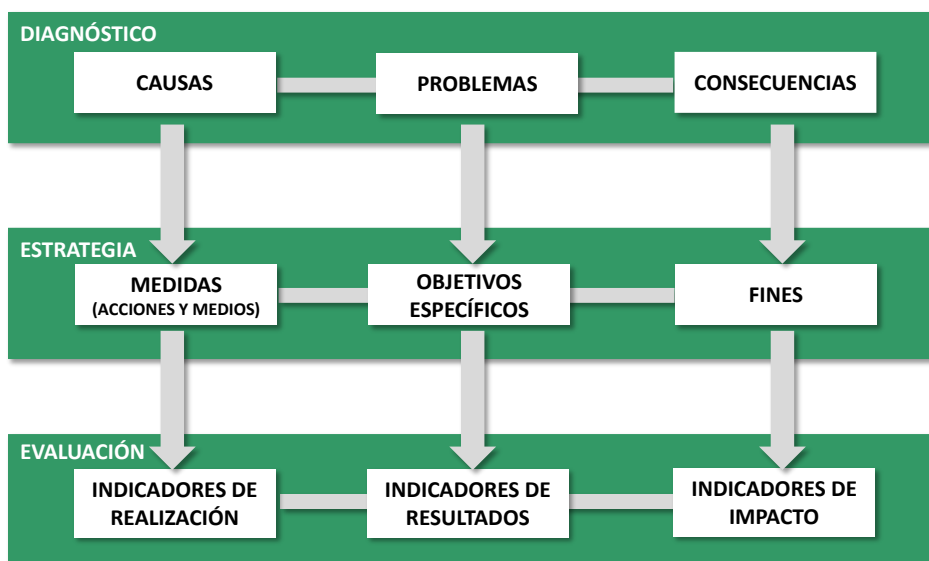 DIAGNÓSTICO
CAUSAS
PROBLEMAS
CONSECUENCIAS
ESTRATEGIA
MEDIDAS
(ACCIONES Y MEDIOS)
OBJETIVOS
ESPECÍFICOS
FINES
EVALUACIÓN
INDICADORES DE
REALIZACIÓN
INDICADORES DE
RESULTADOS
INDICADORES DE
IMPACTO